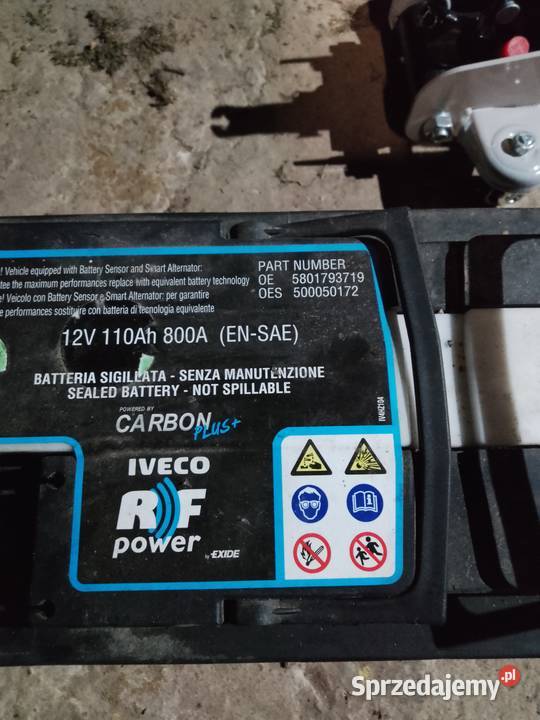 ! Vehicle equipped with Battery Sensor and Smart Alternator:
tee the maximum performances replace with equivalent battery technology
e! Veicolo con Battery Sensor e Smart Alternator: per garantire
e performances sostituire con batteria di tecnologia equivalente
PART NUMBER
OE 5801793719
OES 500050172
12V 110Ah 800A (EN-SAE)
BATTERIA SIGILLATA - SENZA MANUTENZIONE
SEALED BATTERY - NOT SPILLABLE
POWERED BY
CARBON
PLUS+
IVECO
RF
power
by EXIDE
Sprzedajemy.pl